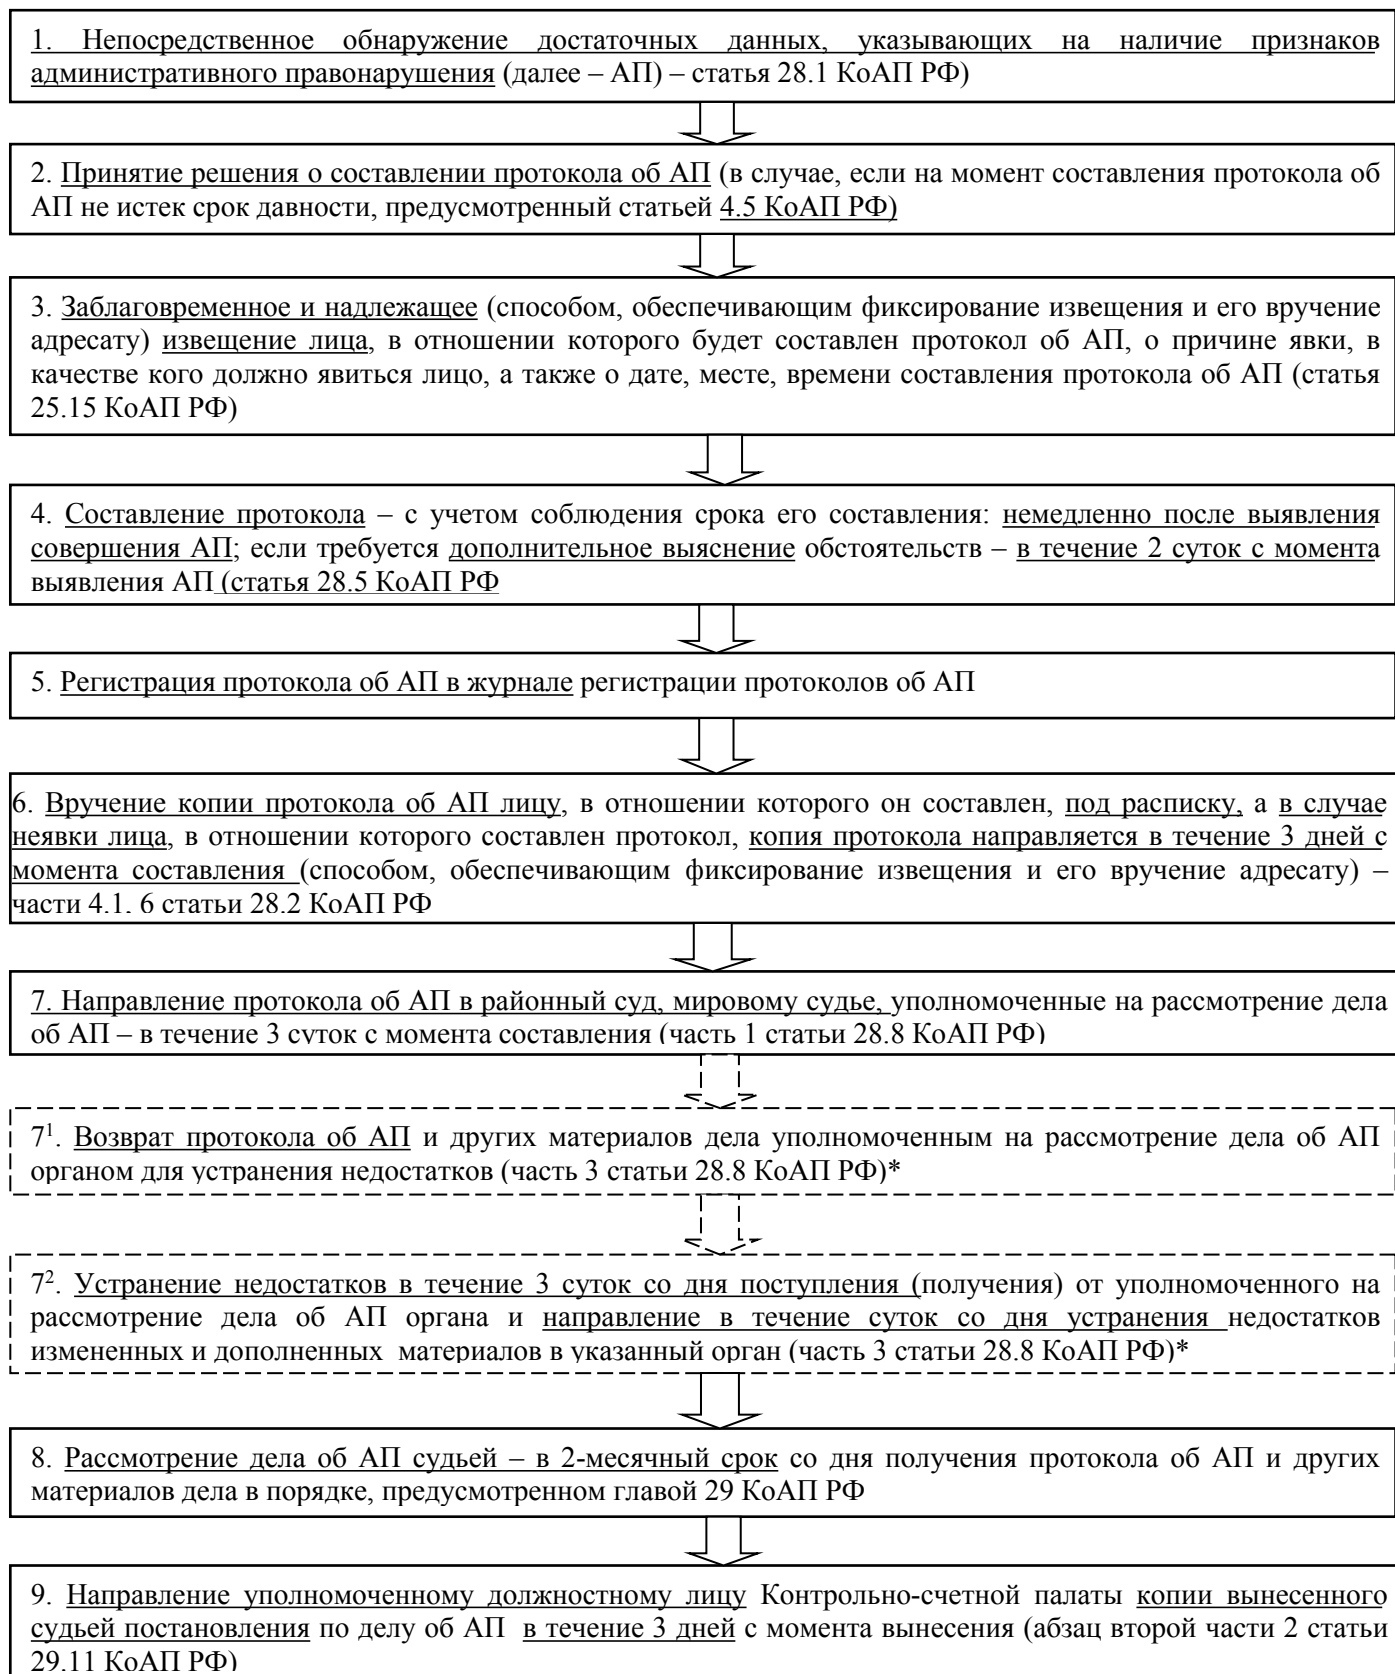 1. Непосредственное обнаружение достаточных данных, указывающих на наличие признаков
административного правонарушения (далее – АП) – статья 28.1 КоАП РФ)
2. Принятие решения о составлении протокола об АП (в случае, если на момент составления протокола об
АП не истек срок давности, предусмотренный статьей 4.5 КоАП РФ)
3. Заблаговременное и надлежащее (способом, обеспечивающим фиксирование извещения и его вручение
адресату) извещение лица, в отношении которого будет составлен протокол об АП, о причине явки, в
качестве кого должно явиться лицо, а также о дате, месте, времени составления протокола об АП (статья
25.15 КоАП РФ)
4. Составление протокола – с учетом соблюдения срока его составления: немедленно после выявления
совершения АП; если требуется дополнительное выяснение обстоятельств – в течение 2 суток с момента
выявления АП (статья 28.5 КоАП РФ
5. Регистрация протокола об АП в журнале регистрации протоколов об АП
6. Вручение копии протокола об АП лицу, в отношении которого он составлен, под расписку, а в случае
неявки лица, в отношении которого составлен протокол, копия протокола направляется в течение 3 дней с
момента составления (способом, обеспечивающим фиксирование извещения и его вручение адресату) –
части 4.1, 6 статьи 28.2 КоАП РФ
7. Направление протокола об АП в районный суд, мировому судье, уполномоченные на рассмотрение дела
об АП – в течение 3 суток с момента составления (часть 1 статьи 28.8 КоАП РФ)
7¹. Возврат протокола об АП и других материалов дела уполномоченным на рассмотрение дела об АП
органом для устранения недостатков (часть 3 статьи 28.8 КоАП РФ)*
7². Устранение недостатков в течение 3 суток со дня поступления (получения) от уполномоченного на
рассмотрение дела об АП органа и направление в течение суток со дня устранения недостатков
измененных и дополненных материалов в указанный орган (часть 3 статьи 28.8 КоАП РФ)*
8. Рассмотрение дела об АП судьей – в 2-месячный срок со дня получения протокола об АП и других
материалов дела в порядке, предусмотренном главой 29 КоАП РФ
9. Направление уполномоченному должностному лицу Контрольно-счетной палаты копии вынесенного
судьей постановления по делу об АП в течение 3 дней с момента вынесения (абзац второй части 2 статьи
29.11 КоАП РФ)